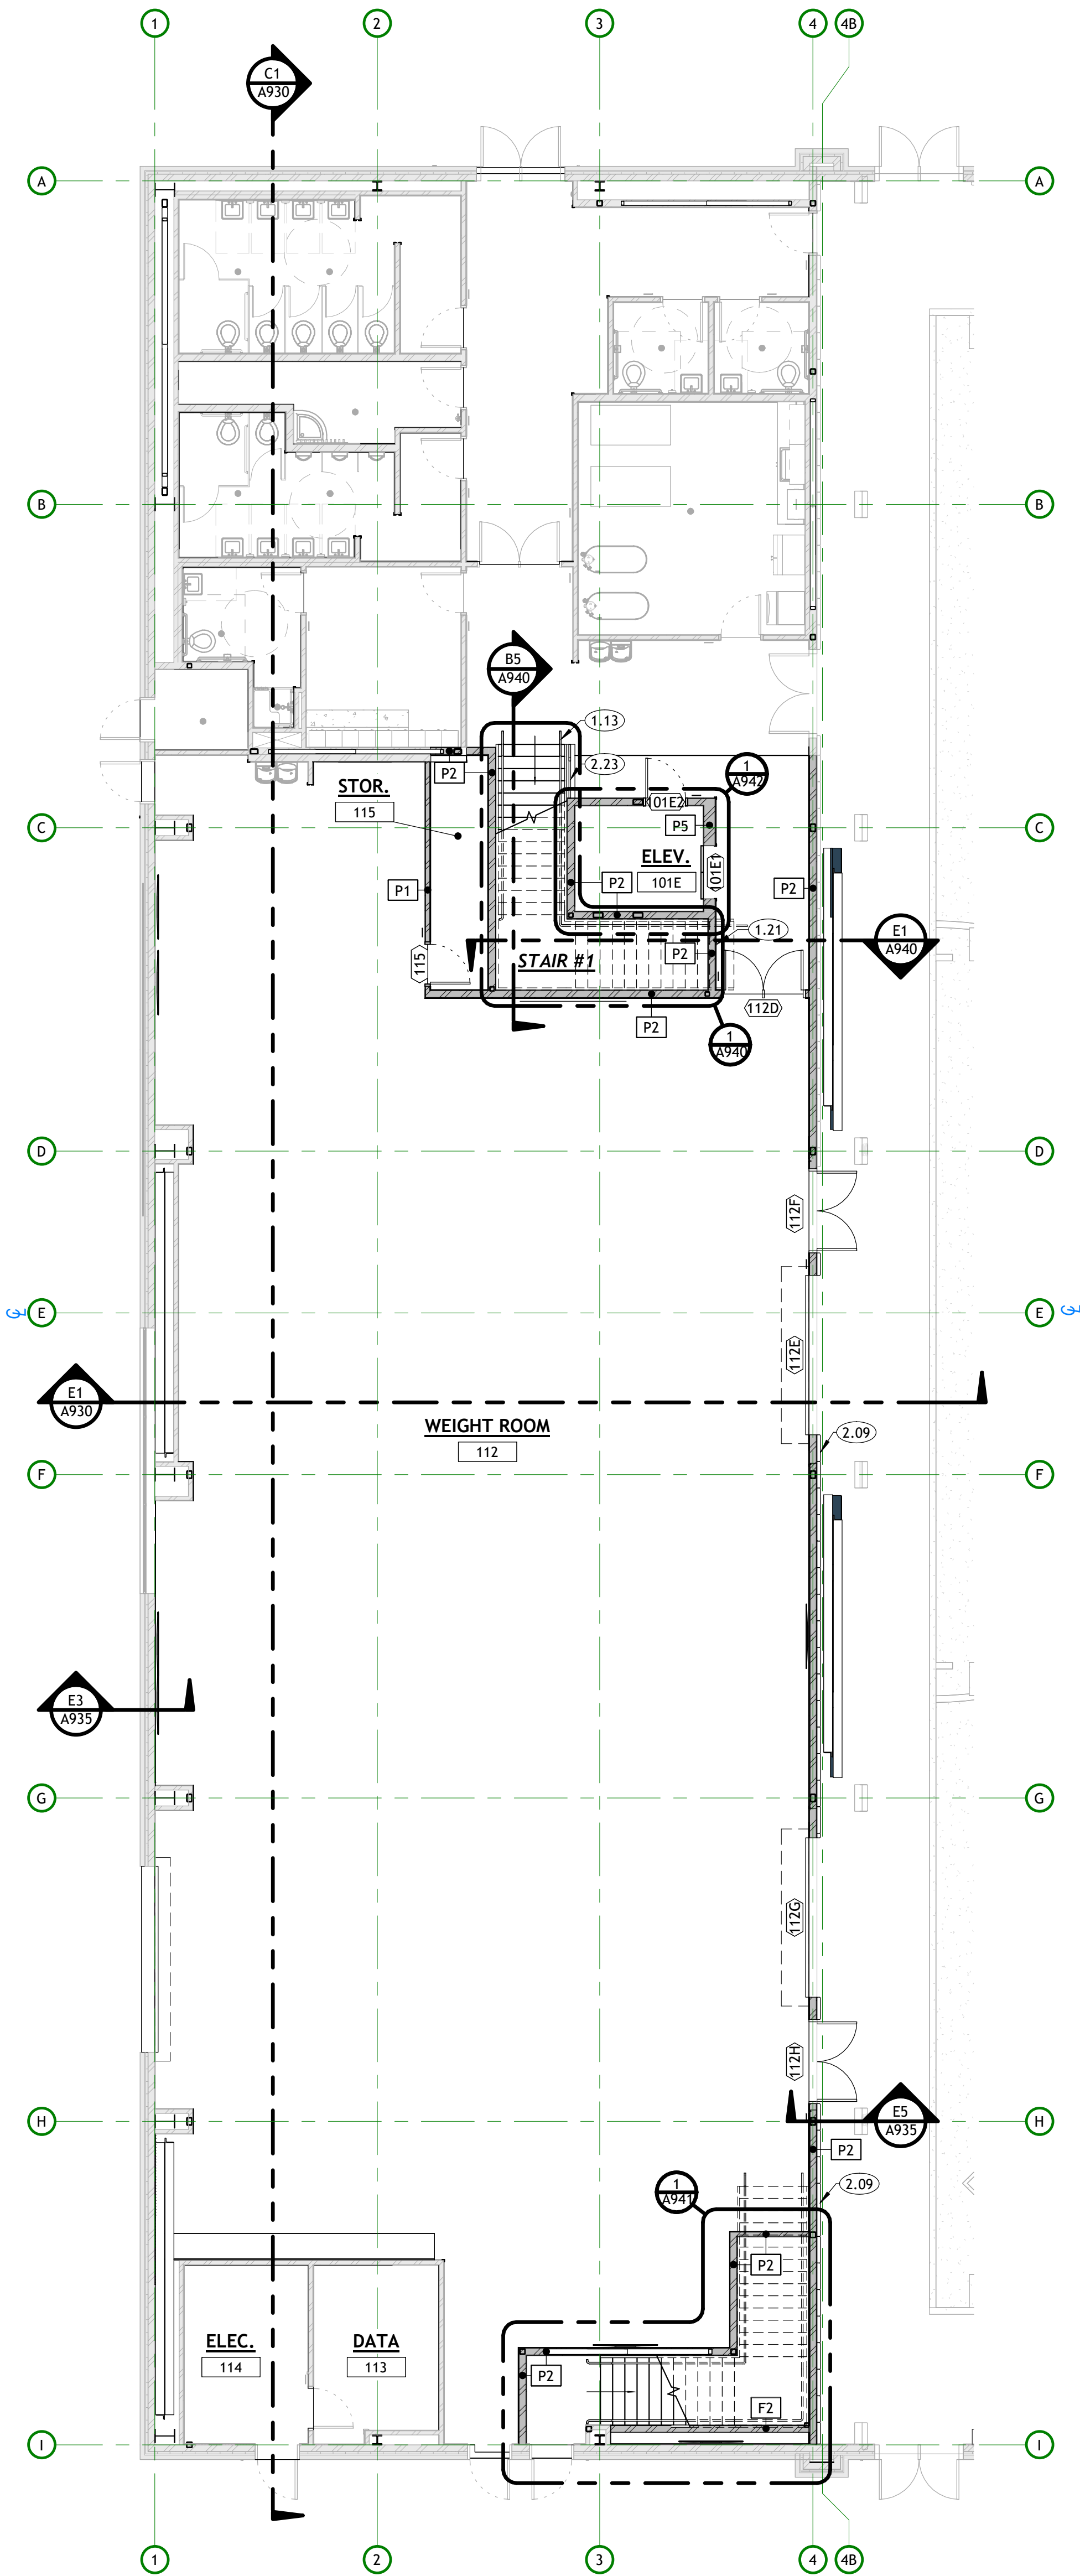 1
2
3
4
4B
C1
A930
A
A
B
B
B5
A940
1.13
2.23
P2
1
A942
STOR.
115
01E2
C
P5
C
ELEV.
101E
01E1
P1
P2
P2
1.21
E1
A940
P2
STAIR #1
115
112D
P2
1
A940
D
D
112F
E
E
112E
E1
A930
WEIGHT ROOM
112
2.09
F
F
E3
A935
G
G
112G
112H
H
E5
A935
H
P2
1
A941
2.09
P2
ELEC.
114
DATA
113
P2
F2
I
I
1
2
3
4
4B